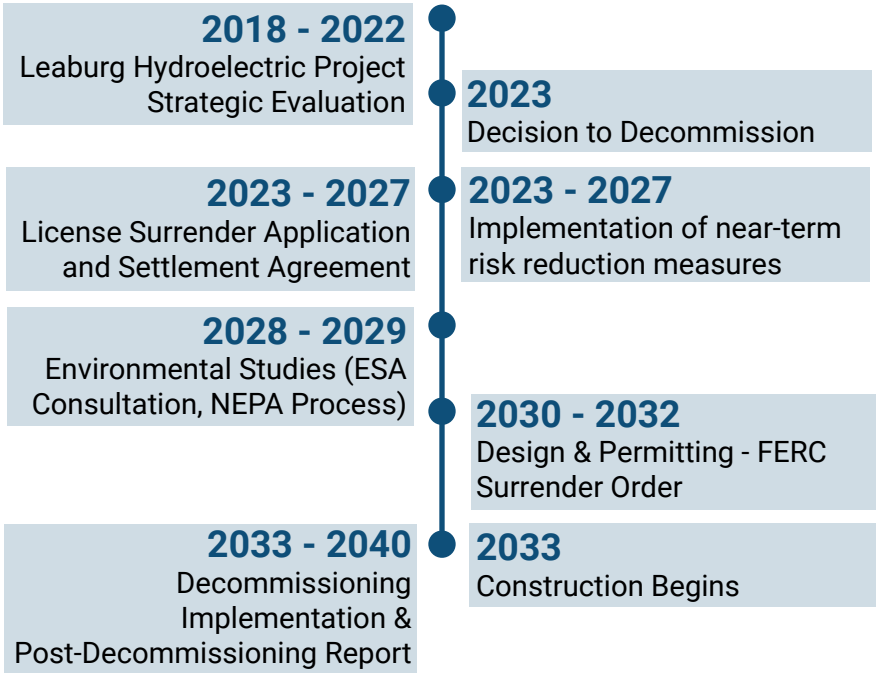 2018 - 2022
Leaburg Hydroelectric Project
Strategic Evaluation
2023
Decision to Decommission
2023 - 2027
License Surrender Application
and Settlement Agreement
2023 - 2027
Implementation of near-term
risk reduction measures
2028 - 2029
Environmental Studies (ESA
Consultation, NEPA Process)
2030 - 2032
Design & Permitting - FERC
Surrender Order
2033 - 2040
Decommissioning
Implementation &
Post-Decommissioning Report
2033
Construction Begins